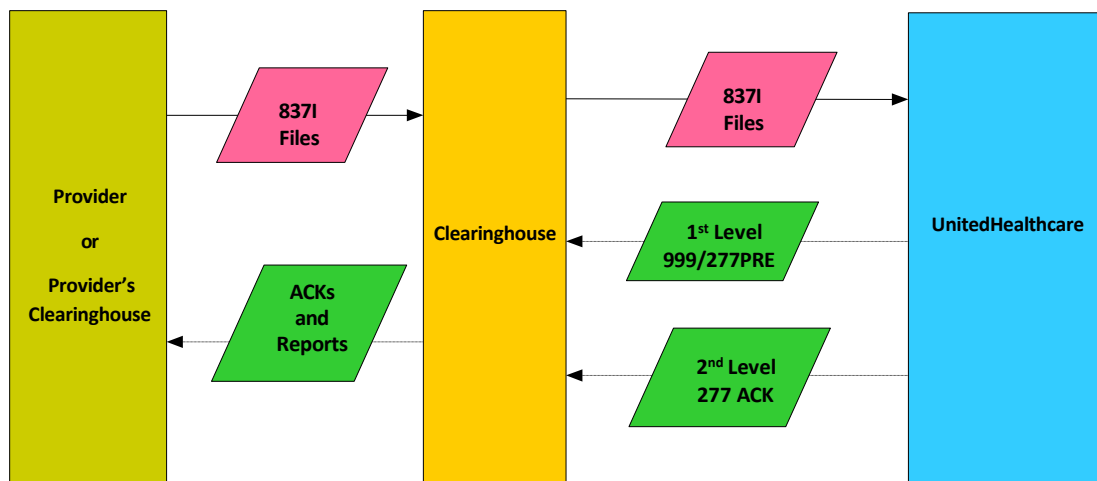 Provider
or
Provider's
Clearinghouse
837I
Files
ACKs
and
Reports
Clearinghouse
837I
Files
1st Level
999/277PRE
2nd Level
277 ACK
UnitedHealthcare